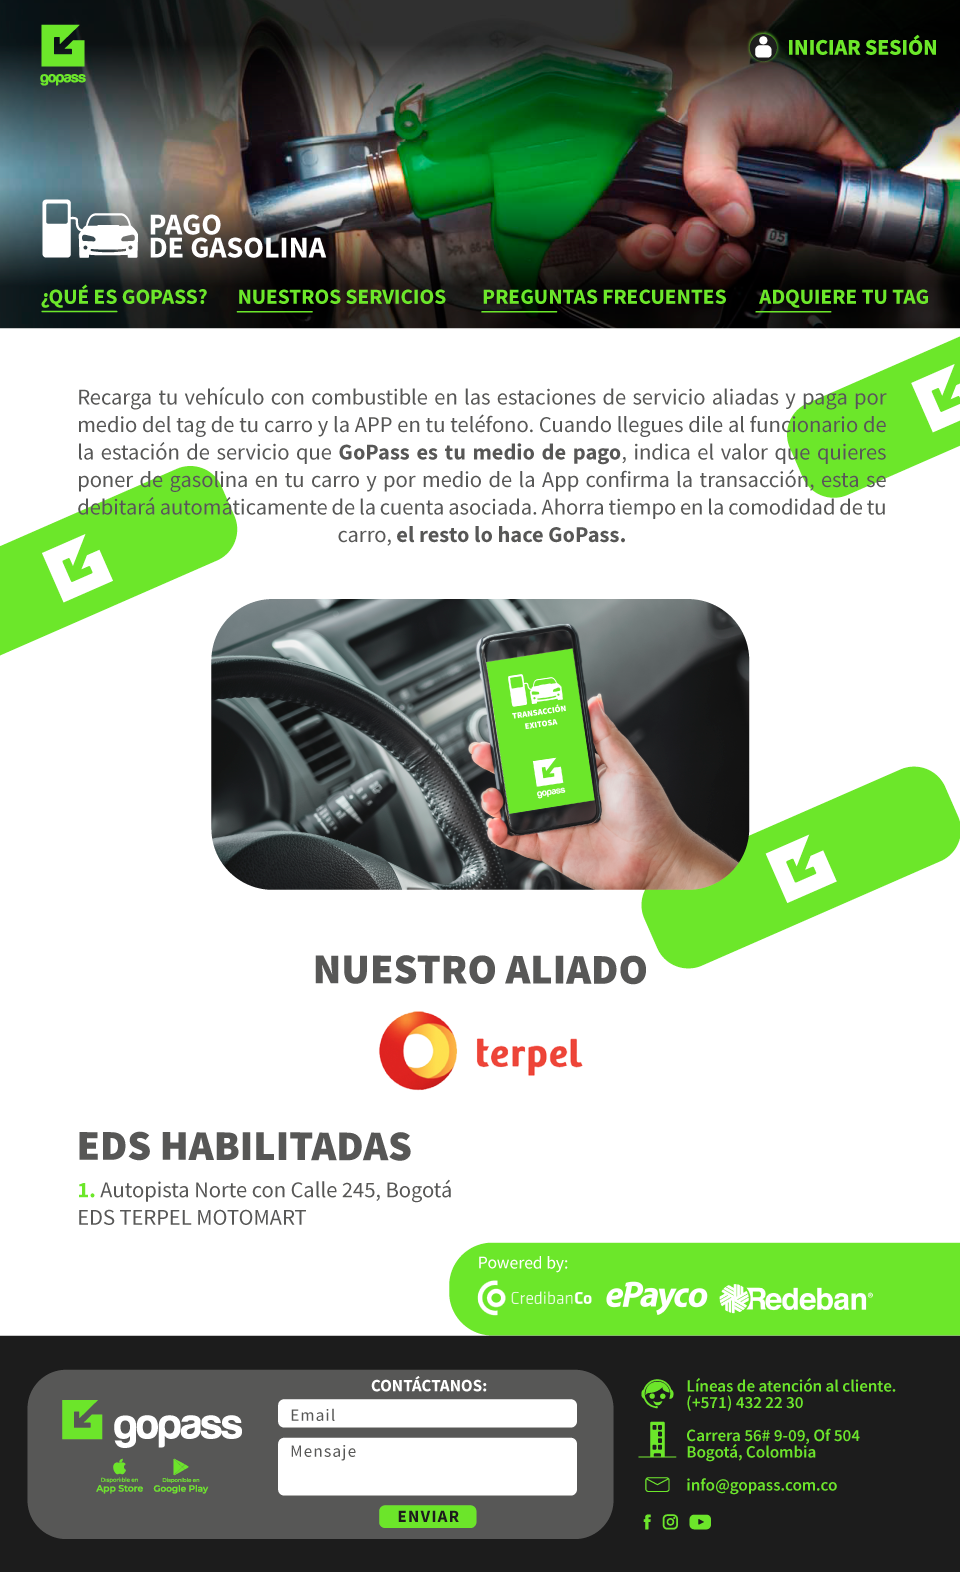 gopass
INICIAR SESIÓN
PAGO
DE GASOLINA
¿QUÉ ES GOPASS? NUESTROS SERVICIOS PREGUNTAS FRECUENTES ADQUIERE TU TAG
05
Recarga tu vehículo con combustible en las estaciones de servicio aliadas y paga por
medio del tag de tu carro y la APP en tu teléfono. Cuando llegues dile al funcionario de
la estación de servicio que GoPass es tu medio de pago, indica el valor que quieres
poner de gasolina en tu carro y por medio de la App confirma la transacción, esta se
debitará automáticamente de la cuenta asociada. Ahorra tiempo en la comodidad de tu
carro, el resto lo hace GoPass.
TRANSACCIÓN
EXITOSA
gopass
NUESTRO ALIADO
terpel
EDS HABILITADAS
1. Autopista Norte con Calle 245, Bogotá
EDS TERPEL MOTOMART
Powered by:
CredibanCo ePayco Redeban®
gopass
Disponible en
App Store
Disponible en
Google Play
CONTÁCTANOS:
Email
Mensaje
ENVIAR
Líneas de atención al cliente.
(+571) 432 22 30
Carrera 56# 9-09, Of 504
Bogotá, Colombia
info@gopass.com.co